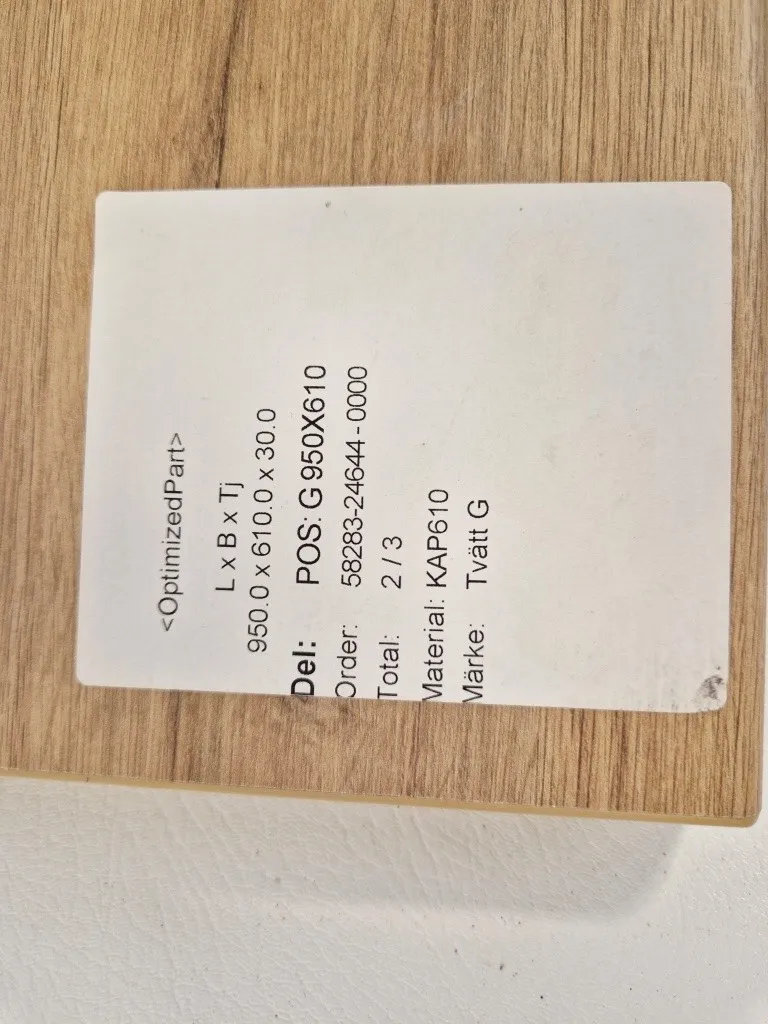 <OptimizedPart>
L x B x Tj
950.0 x 610.0 x 30.0
Del: POS: G 950X610
Order: 58283-24644 - 0000
Total: 2 / 3
Material: KAP610
Märke: Tvätt G